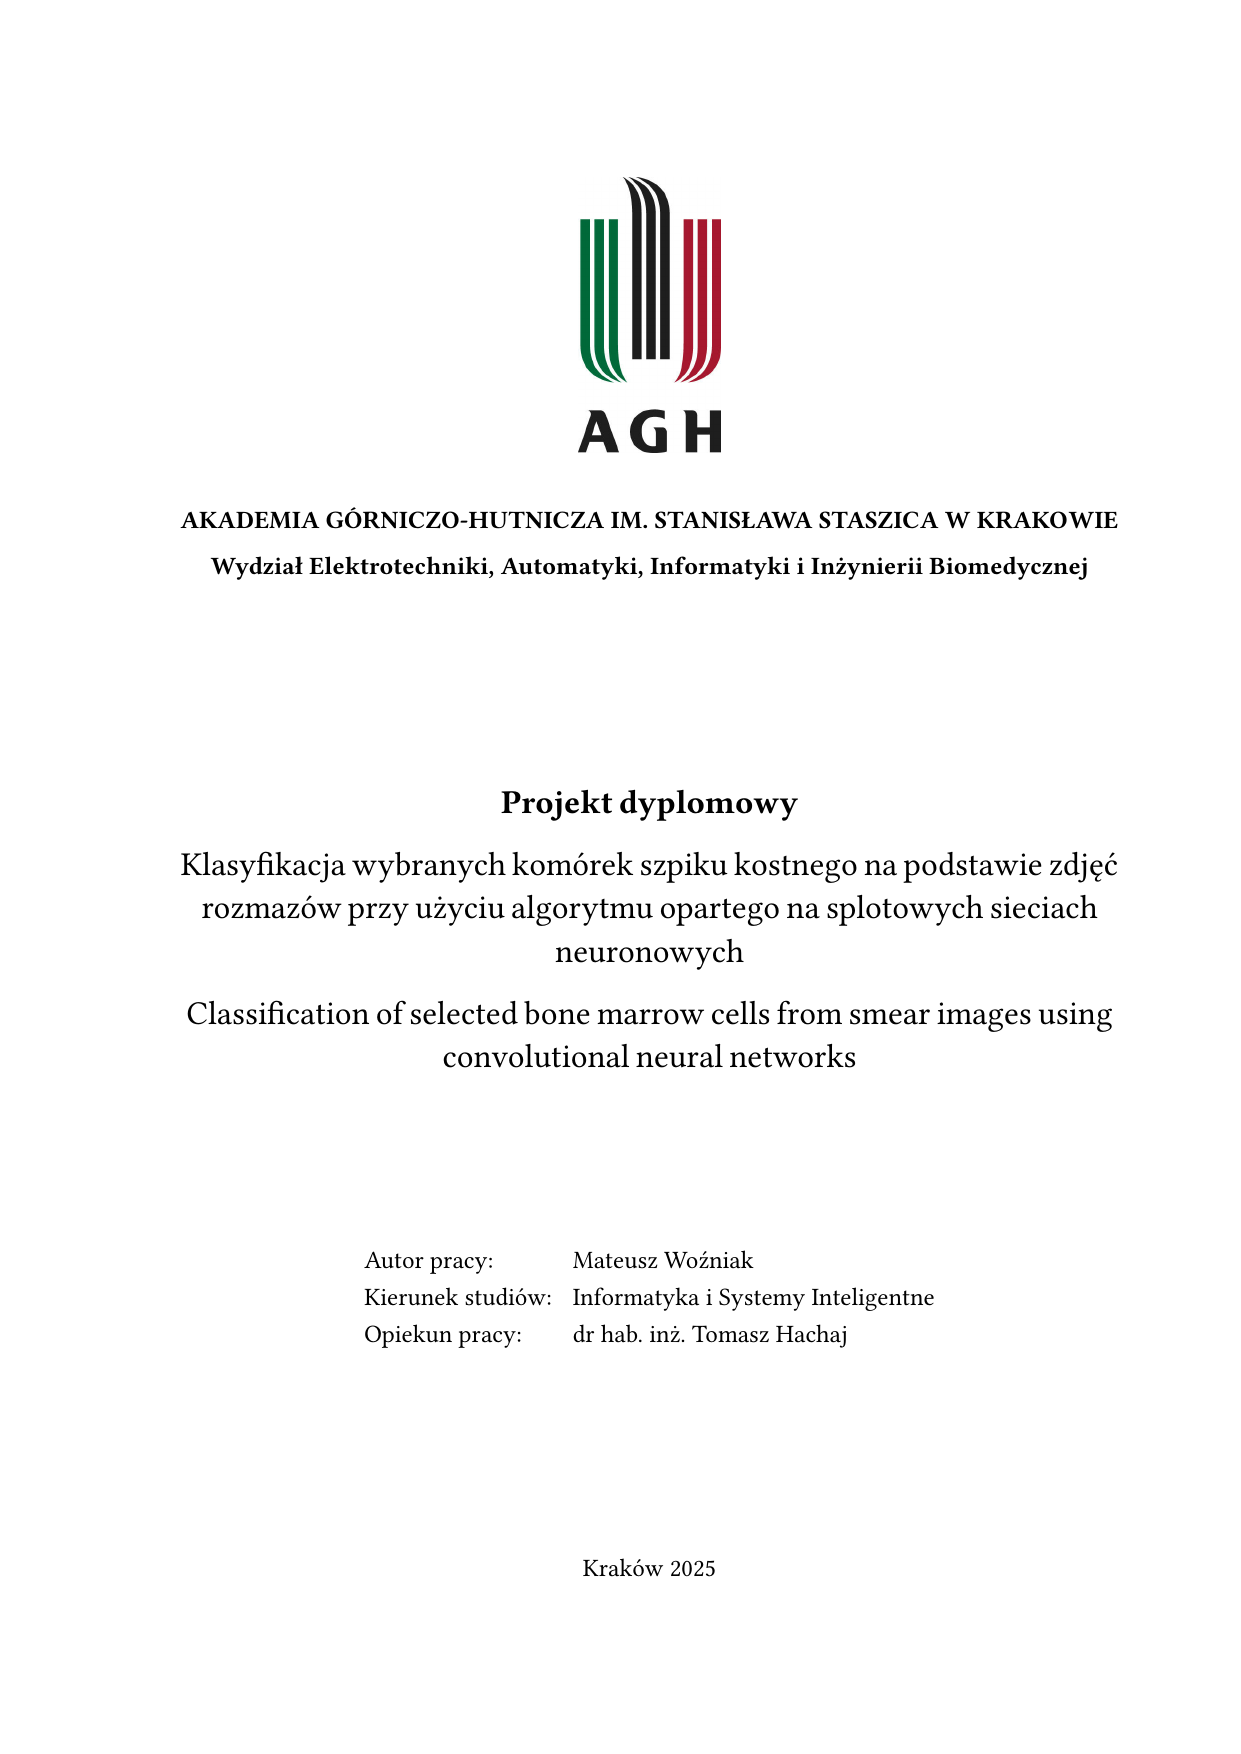 AGH
AKADEMIA GÓRNICZO-HUTNICZA IM. STANISŁAWA STASZICA W KRAKOWIE
Wydział Elektrotechniki, Automatyki, Informatyki i Inżynierii Biomedycznej
Projekt dyplomowy
Klasyfikacja wybranych komórek szpiku kostnego na podstawie zdjęć
rozmazów przy użyciu algorytmu opartego na splotowych sieciach
neuronowych
Classification of selected bone marrow cells from smear images using
convolutional neural networks
Autor pracy: Mateusz Woźniak
Kierunek studiów: Informatyka i Systemy Inteligentne
Opiekun pracy: dr hab. inż. Tomasz Hachaj
Kraków 2025